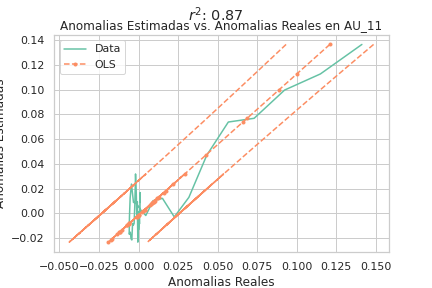 r²: 0.87
Anomalias Estimadas vs. Anomalias Reales en AU_11
0.14
0.12
0.10
0.08
0.06
0.04
0.02
0.00
−0.02
Data
OLS
−0.050 −0.025 0.000 0.025 0.050 0.075 0.100 0.125 0.150
Anomalias Reales